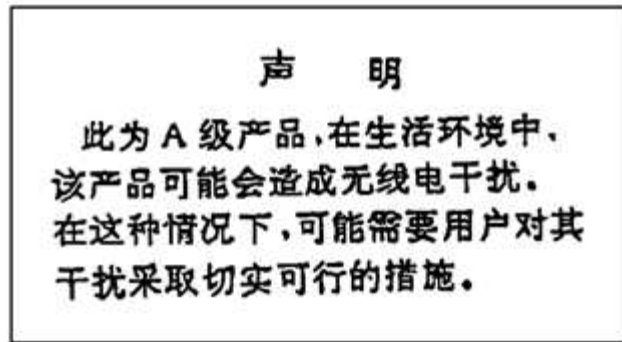 声 明
此为 A 级产品,在生活环境中,
该产品可能会造成无线电干扰。
在这种情况下,可能需要用户对其
干扰采取切实可行的措施。